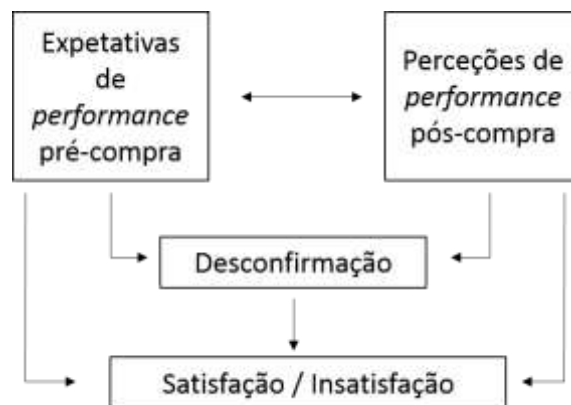 Expetativas
de
performance
pré-compra
Perceções de
performance
pós-compra
Desconfirmação
Satisfação / Insatisfação